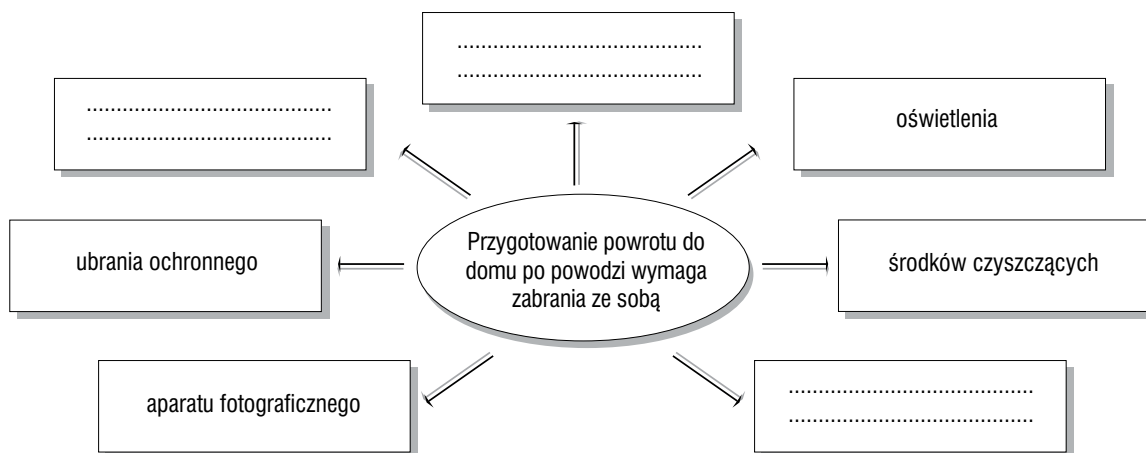 ........................................
........................................
........................................
........................................
oświetlenia
ubrania ochronnego
Przygotowanie powrotu do
domu po powodzi wymaga
zabrania ze sobą
środków czyszczących
aparatu fotograficznego
........................................
........................................